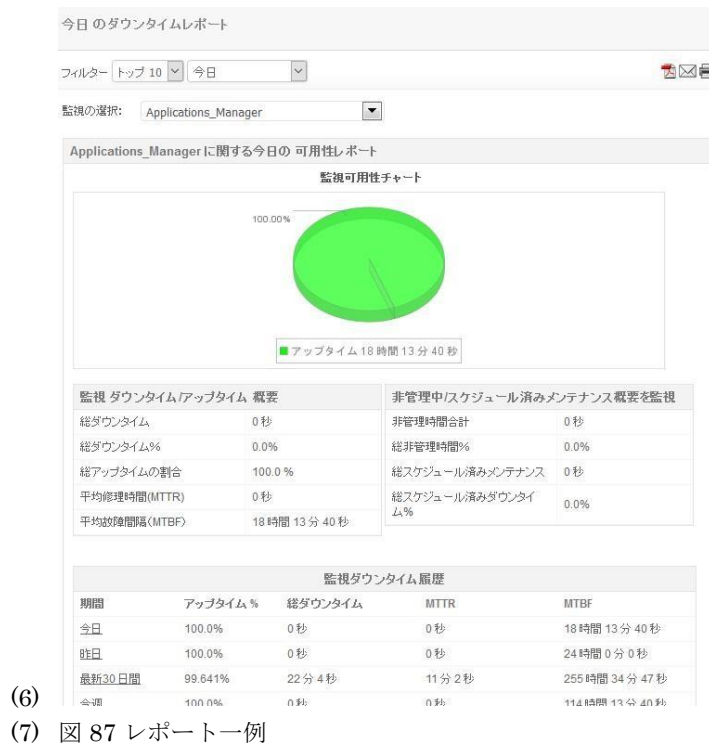 今日のダウンタイムレポート
フィルター トップ 10 今日
監視の選択: Applications_Manager
Applications_Manager に関する今日の 可用性レポート
監視可用性チャート
100.00%
アップタイム 18 時間 13 分 40 秒
監視 ダウンタイム/アップタイム 概要
総ダウンタイム 0 秒
総ダウンタイム% 0.0%
総アップタイムの割合 100.0 %
平均修理時間(MTTR) 0 秒
平均故障間隔(MTBF) 18 時間 13 分 40 秒
非管理中/スケジュール済みメンテナンス概要を監視
非管理時間合計 0 秒
総非管理時間% 0.0%
総スケジュール済みメンテナンス 0 秒
総スケジュール済みダウンタイム% 0.0%
監視ダウンタイム履歴
期間 アップタイム % 総ダウンタイム MTTR MTBF
今日 100.0% 0 秒 0 秒 18 時間 13 分 40 秒
昨日 100.0% 0 秒 0 秒 24 時間 0 分 0 秒
最新30 日間 99.641% 22 分 4 秒 11 分 2 秒 255 時間 34 分 47 秒
今週 100.0% 0 秒 0 秒 114 時間 13 分 40 秒
(6)
(7) 図 87 レポート一例